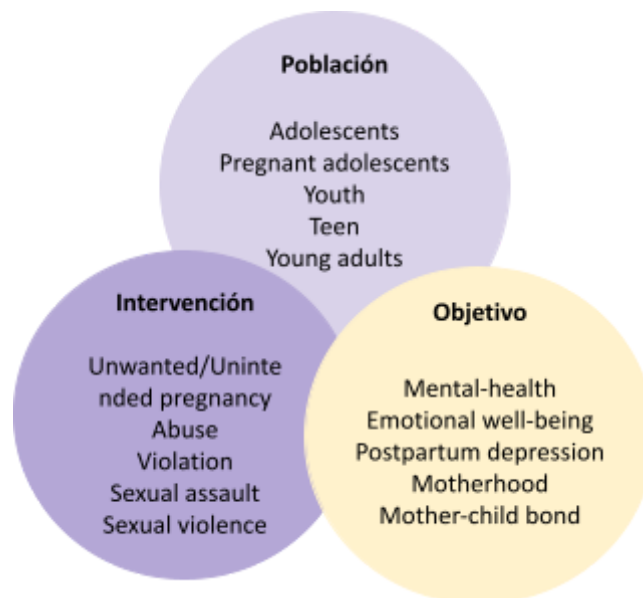 Población
Adolescents
Pregnant adolescents
Youth
Teen
Young adults
Intervención
Unwanted/Uninte
nded pregnancy
Abuse
Violation
Sexual assault
Sexual violence
Objetivo
Mental-health
Emotional well-being
Postpartum depression
Motherhood
Mother-child bond